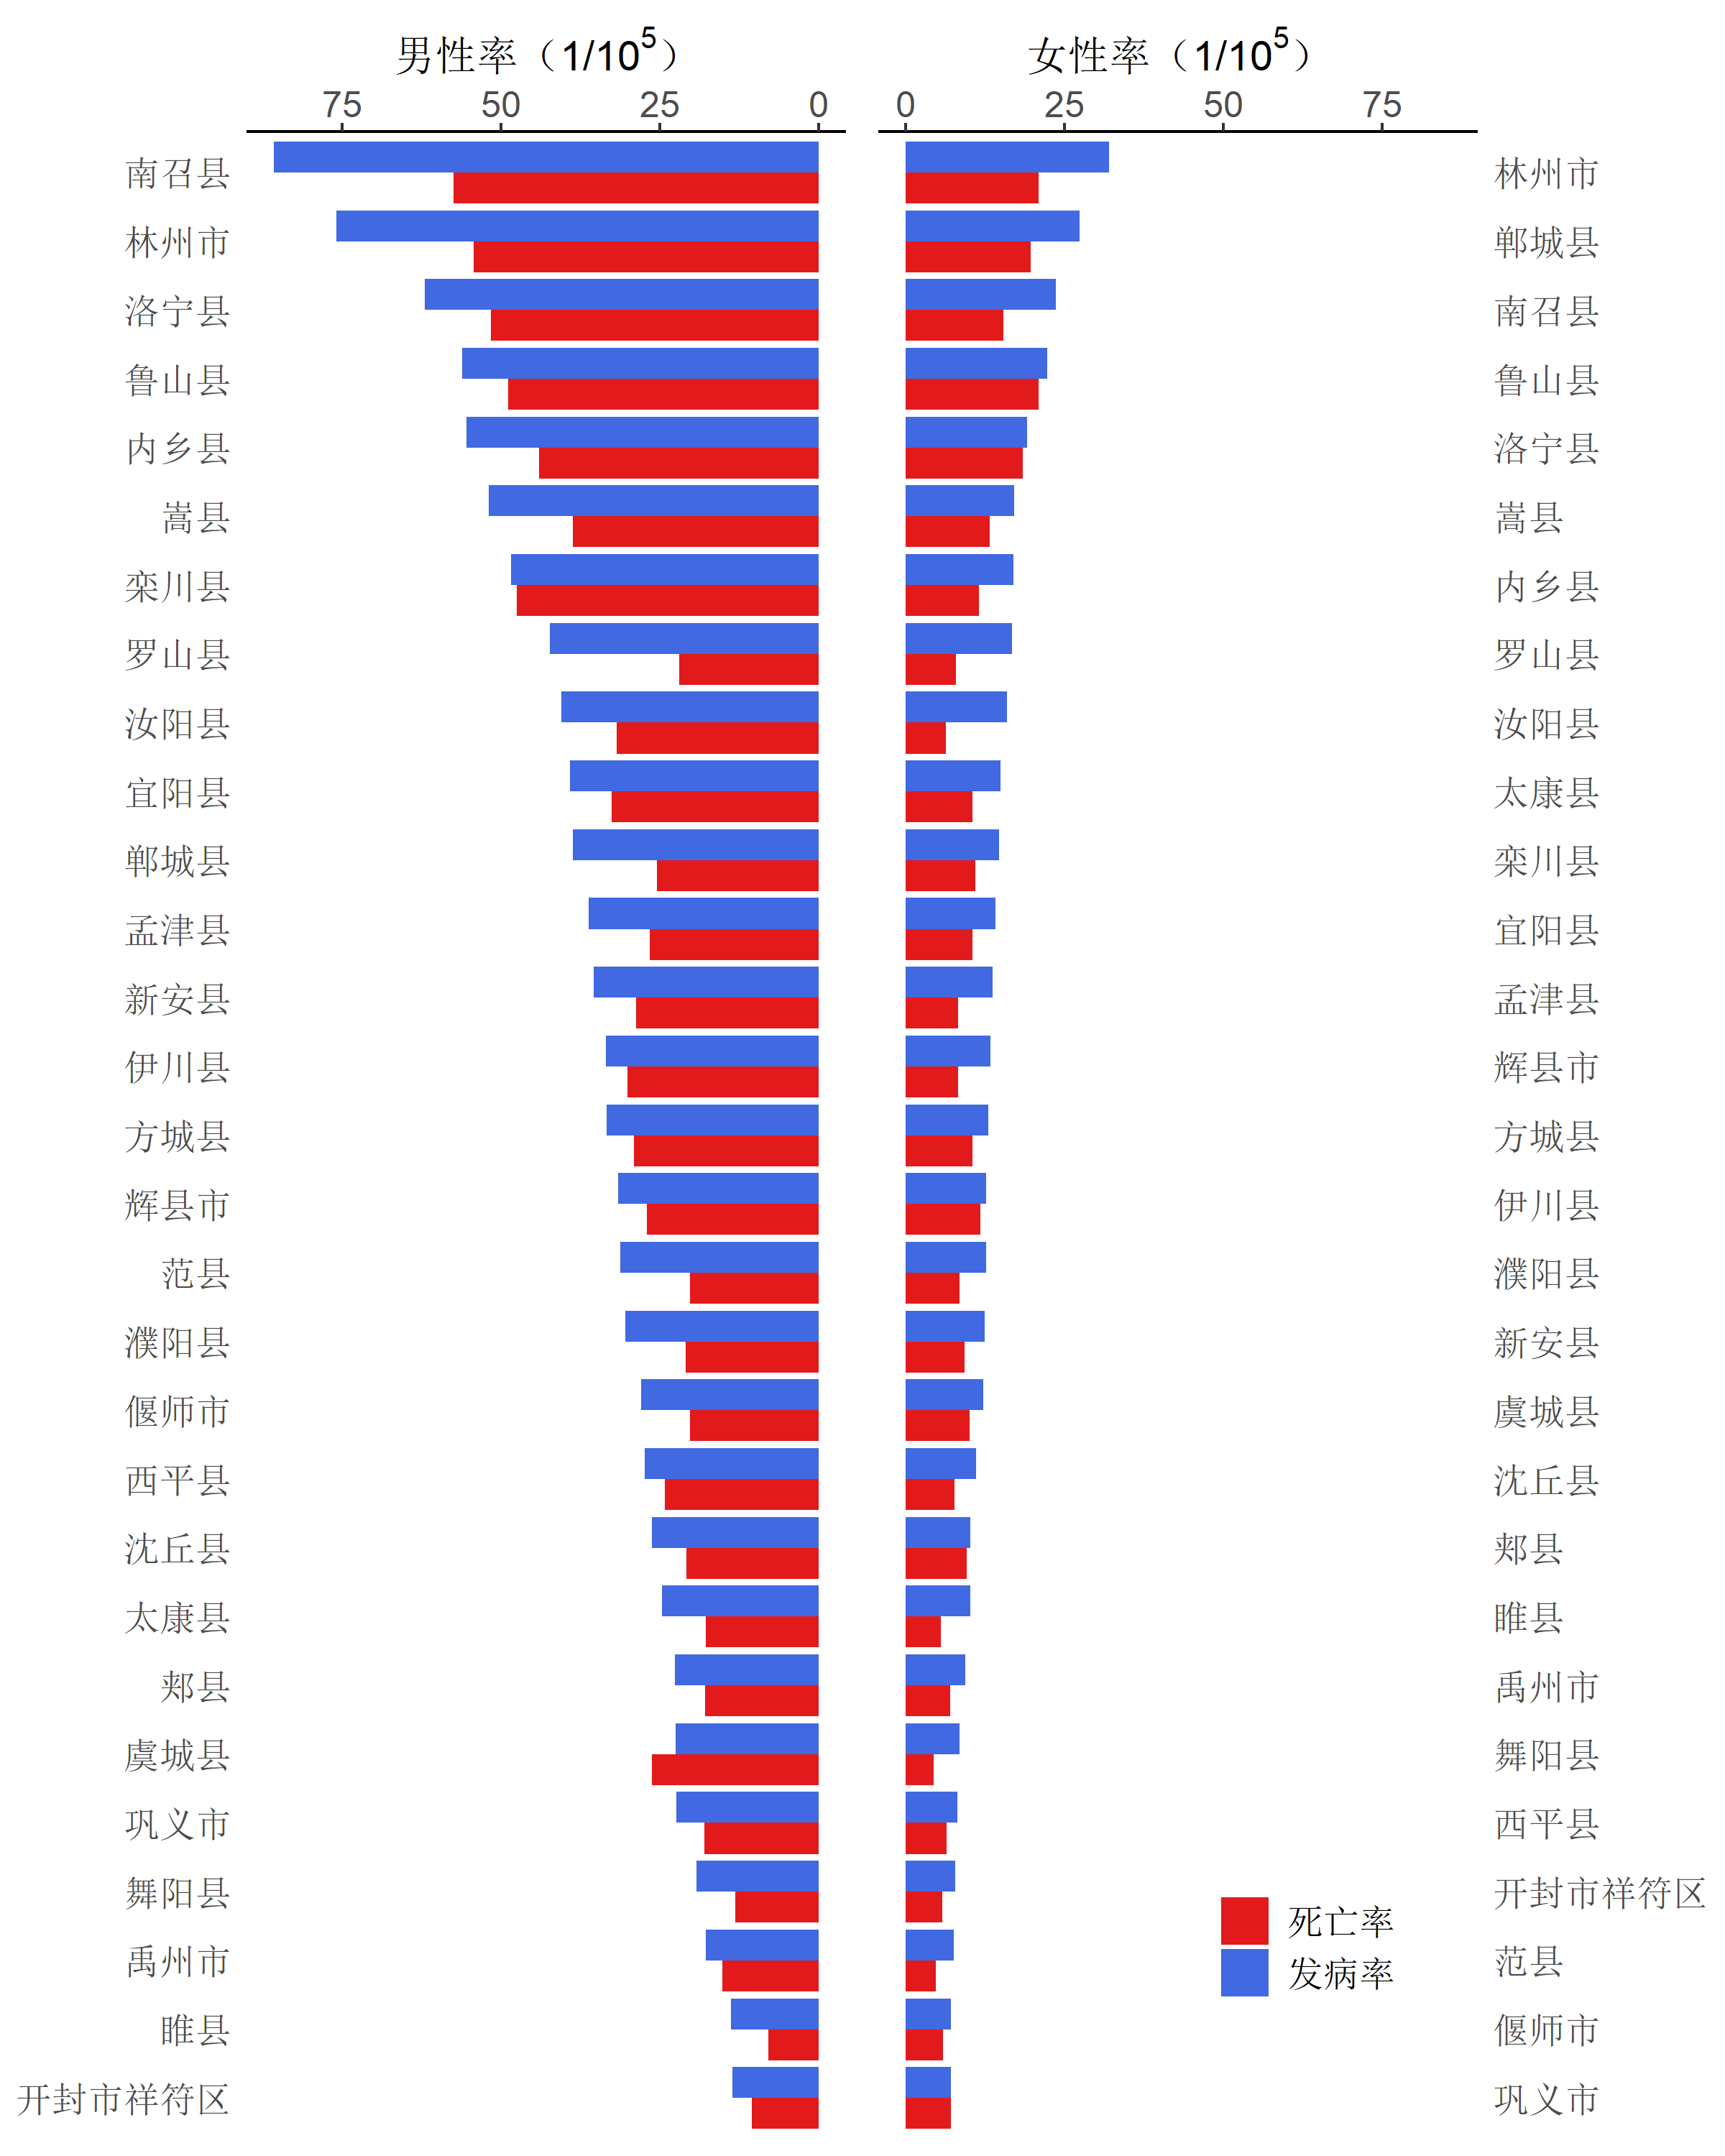 男性率（1/10⁵） 女性率（1/10⁵）
75 50 25 0 0 25 50 75
南召县 林州市
林州市 郸城县
洛宁县 南召县
鲁山县 鲁山县
内乡县 洛宁县
嵩县 嵩县
栾川县 内乡县
罗山县 罗山县
汝阳县 汝阳县
宜阳县 太康县
郸城县 栾川县
孟津县 宜阳县
新安县 孟津县
伊川县 辉县市
方城县 方城县
辉县市 伊川县
范县 濮阳县
濮阳县 新安县
偃师市 虞城县
西平县 沈丘县
沈丘县 郏县
太康县 睢县
郏县 禹州市
虞城县 舞阳县
巩义市 西平县
舞阳县 开封市祥符区
死亡率
禹州市 范县
发病率
睢县 偃师市
开封市祥符区 巩义市